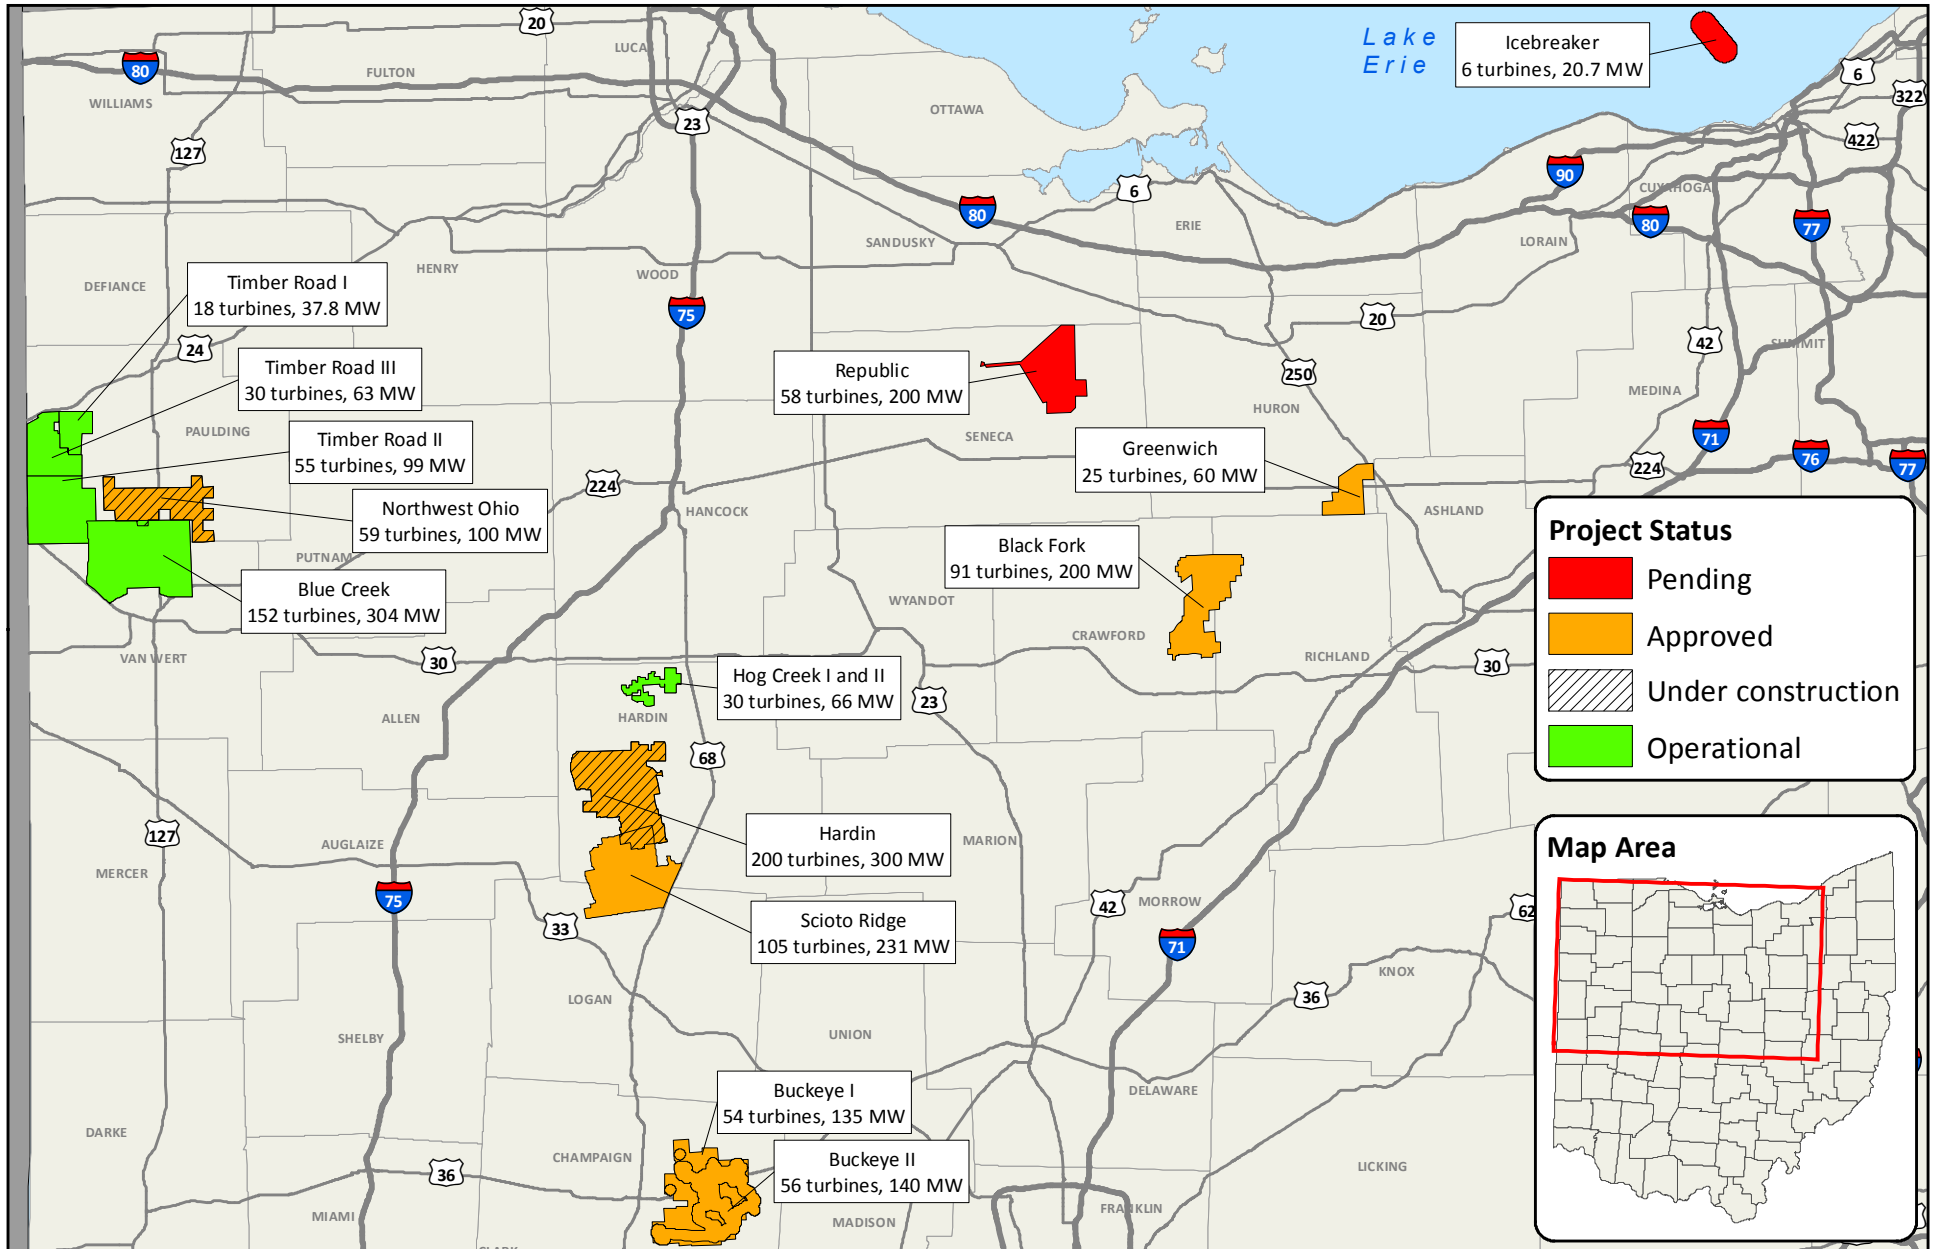 20
LUCA
80
FULTON
WILLIAMS
23
127
OTTAWA
Lake
Erie
Icebreaker
6 turbines, 20.7 MW
6
322
422
90
CUYAHOGA
80
77
6
80
ERIE
SANDUSKY
LORAIN
HENRY
WOOD
DEFIANCE
Timber Road I
18 turbines, 37.8 MW
75
20
24
42
SUMMIT
Timber Road III
30 turbines, 63 MW
Republic
58 turbines, 200 MW
250
MEDINA
HURON
PAULDING
Timber Road II
55 turbines, 99 MW
SENECA
Greenwich
25 turbines, 60 MW
71
76
77
224
224
Northwest Ohio
59 turbines, 100 MW
HANCOCK
ASHLAND
PUTNAM
Black Fork
91 turbines, 200 MW
Blue Creek
152 turbines, 304 MW
WYANDOT
CRAWFORD
VAN WERT
30
RICHLAND
30
Hog Creek I and II
30 turbines, 66 MW
23
ALLEN
HARDIN
68
127
Hardin
200 turbines, 300 MW
MARION
AUGLAIZE
MERCER
75
33
Scioto Ridge
105 turbines, 231 MW
42
MORROW
62
71
KNOX
36
LOGAN
UNION
SHELBY
Buckeye I
54 turbines, 135 MW
DELAWARE
DARKE
CHAMPAIGN
36
Buckeye II
56 turbines, 140 MW
LICKING
MIAMI
MADISON
FRANKLIN
CLARK
Project Status
Pending
Approved
Under construction
Operational
Map Area